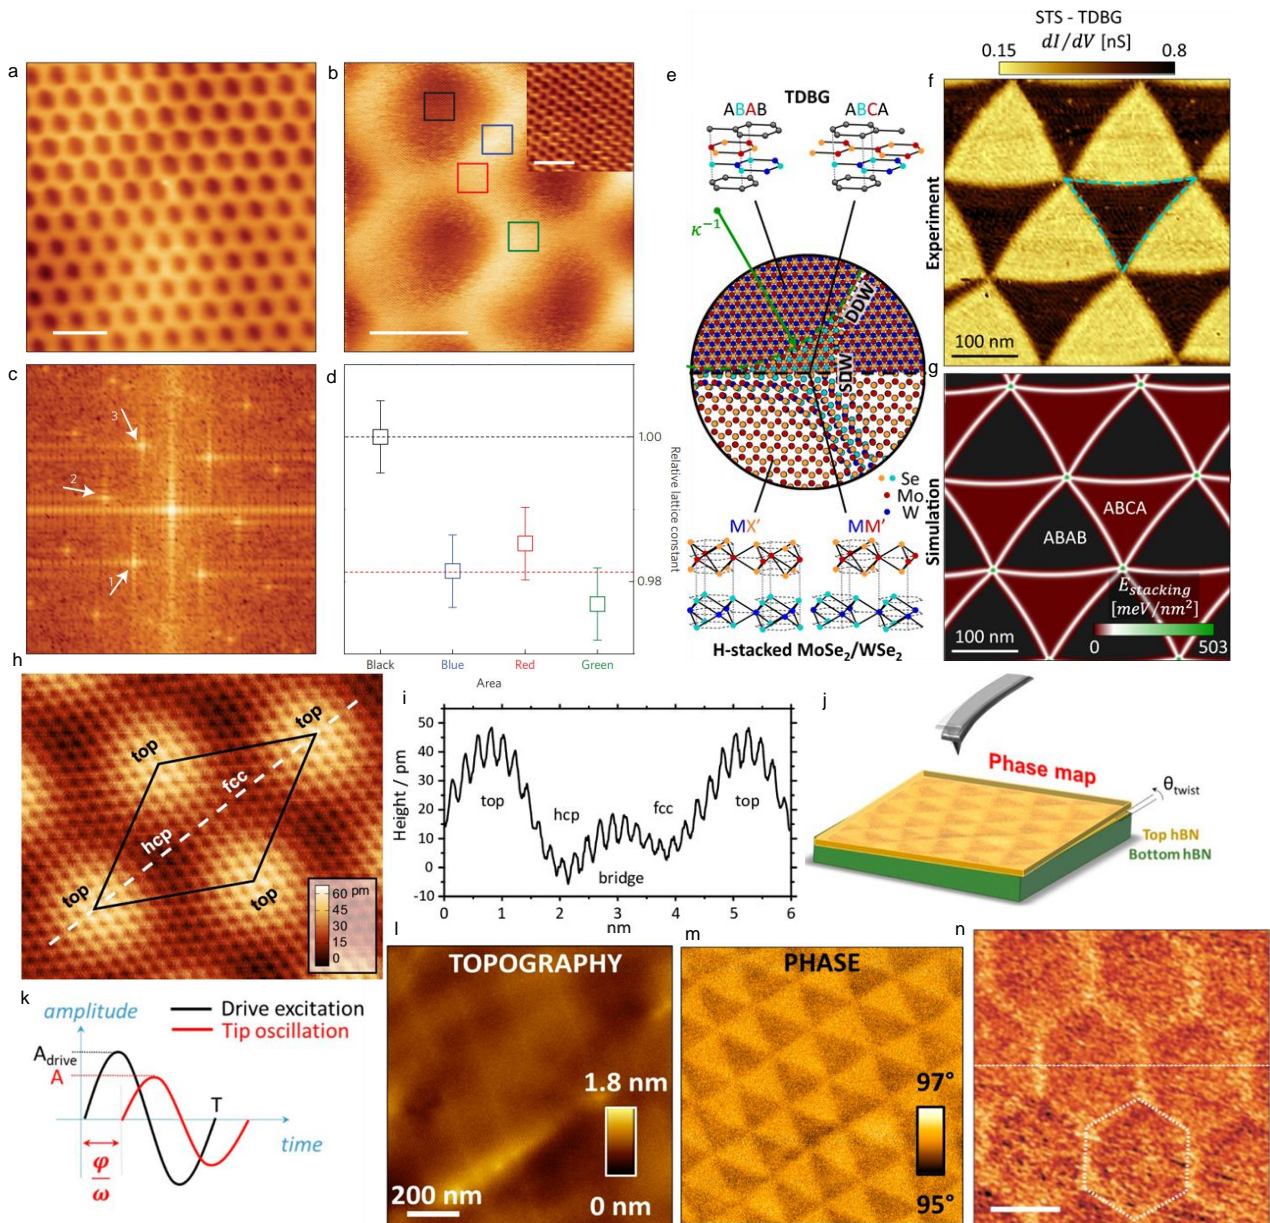 a
b
c
3
2
1
d
1.00
0.98
Relative lattice constant
Black
Blue
Red
Green
Area
e
TDBG
ABAB
ABCA
κ⁻¹
DDW
SDW
Se
Mo
W
MX'
MM'
H-stacked MoSe₂/WSe₂
STS - TDBG
dI/dV [nS]
0.15
0.8
f
Experiment
100 nm
g
Simulation
ABCA
ABAB
E_stacking
[meV/nm²]
0
503
100 nm
h
top
top
fcc
hcp
top
top
60 pm
45
30
15
0
i
Height / pm
50
40
30
20
10
0
-10
top
hcp
fcc
top
bridge
0
1
2
3
4
5
6
nm
j
Phase map
θ_twist
Top hBN
Bottom hBN
k
amplitude
Drive excitation
Tip oscillation
A_drive
A
T
time
φ
ω
l
TOPOGRAPHY
1.8 nm
0 nm
200 nm
m
PHASE
97°
95°
n